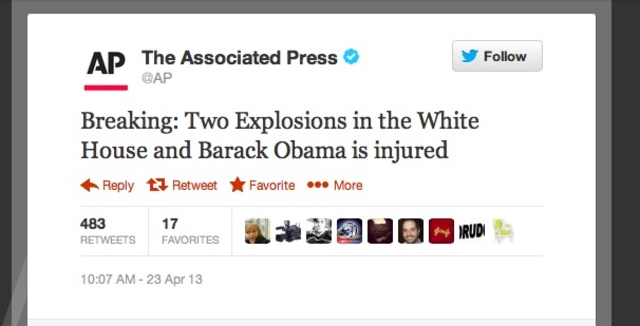 AP The Associated Press Follow
@AP
Breaking: Two Explosions in the White
House and Barack Obama is injured
Reply Retweet Favorite More
483 17
RETWEETS FAVORITES
DRUD
10:07 AM - 23 Apr 13